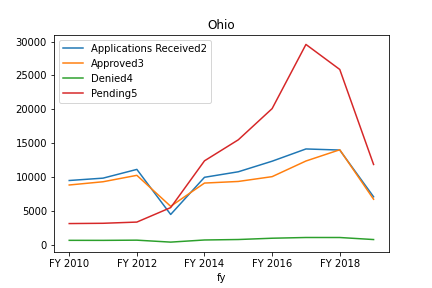 Ohio
30000
25000
20000
15000
10000
5000
0
Applications Received2
Approved3
Denied4
Pending5
FY 2010 FY 2012 FY 2014 FY 2016 FY 2018
fy